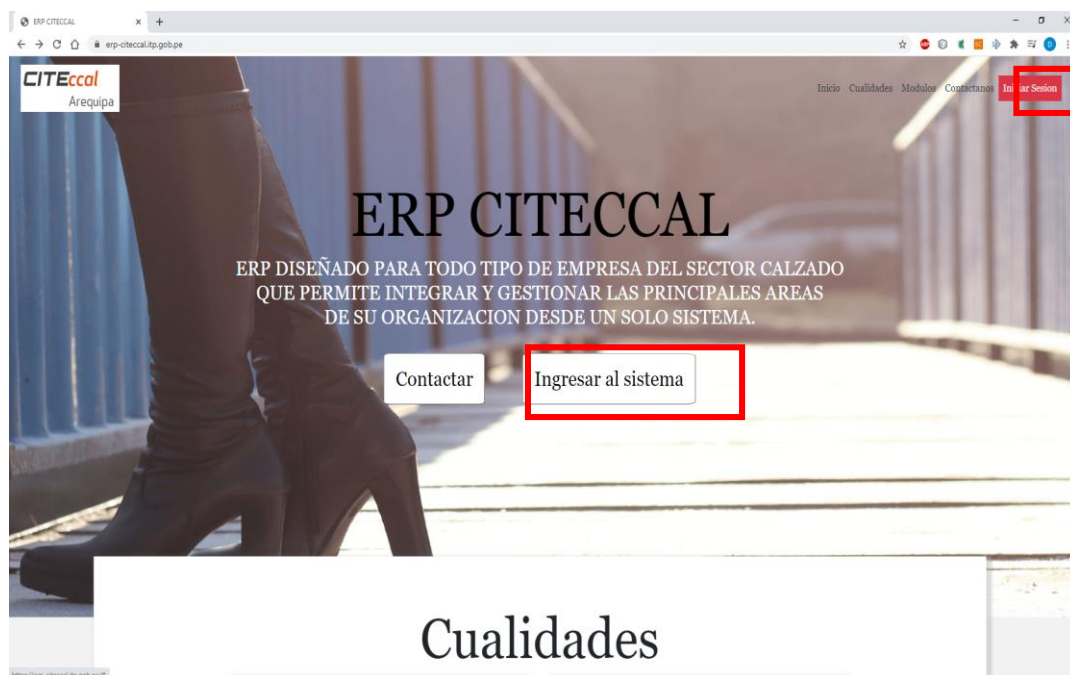 ERP CITECCAL
erp-citeccal.itp.gob.pe
CITEccal
Arequipa
Inicio Cualidades Modulos Contactanos Iniciar Sesion
ERP CITECCAL
ERP DISEÑADO PARA TODO TIPO DE EMPRESA DEL SECTOR CALZADO
QUE PERMITE INTEGRAR Y GESTIONAR LAS PRINCIPALES AREAS
DE SU ORGANIZACION DESDE UN SOLO SISTEMA.
Contactar Ingresar al sistema
Cualidades